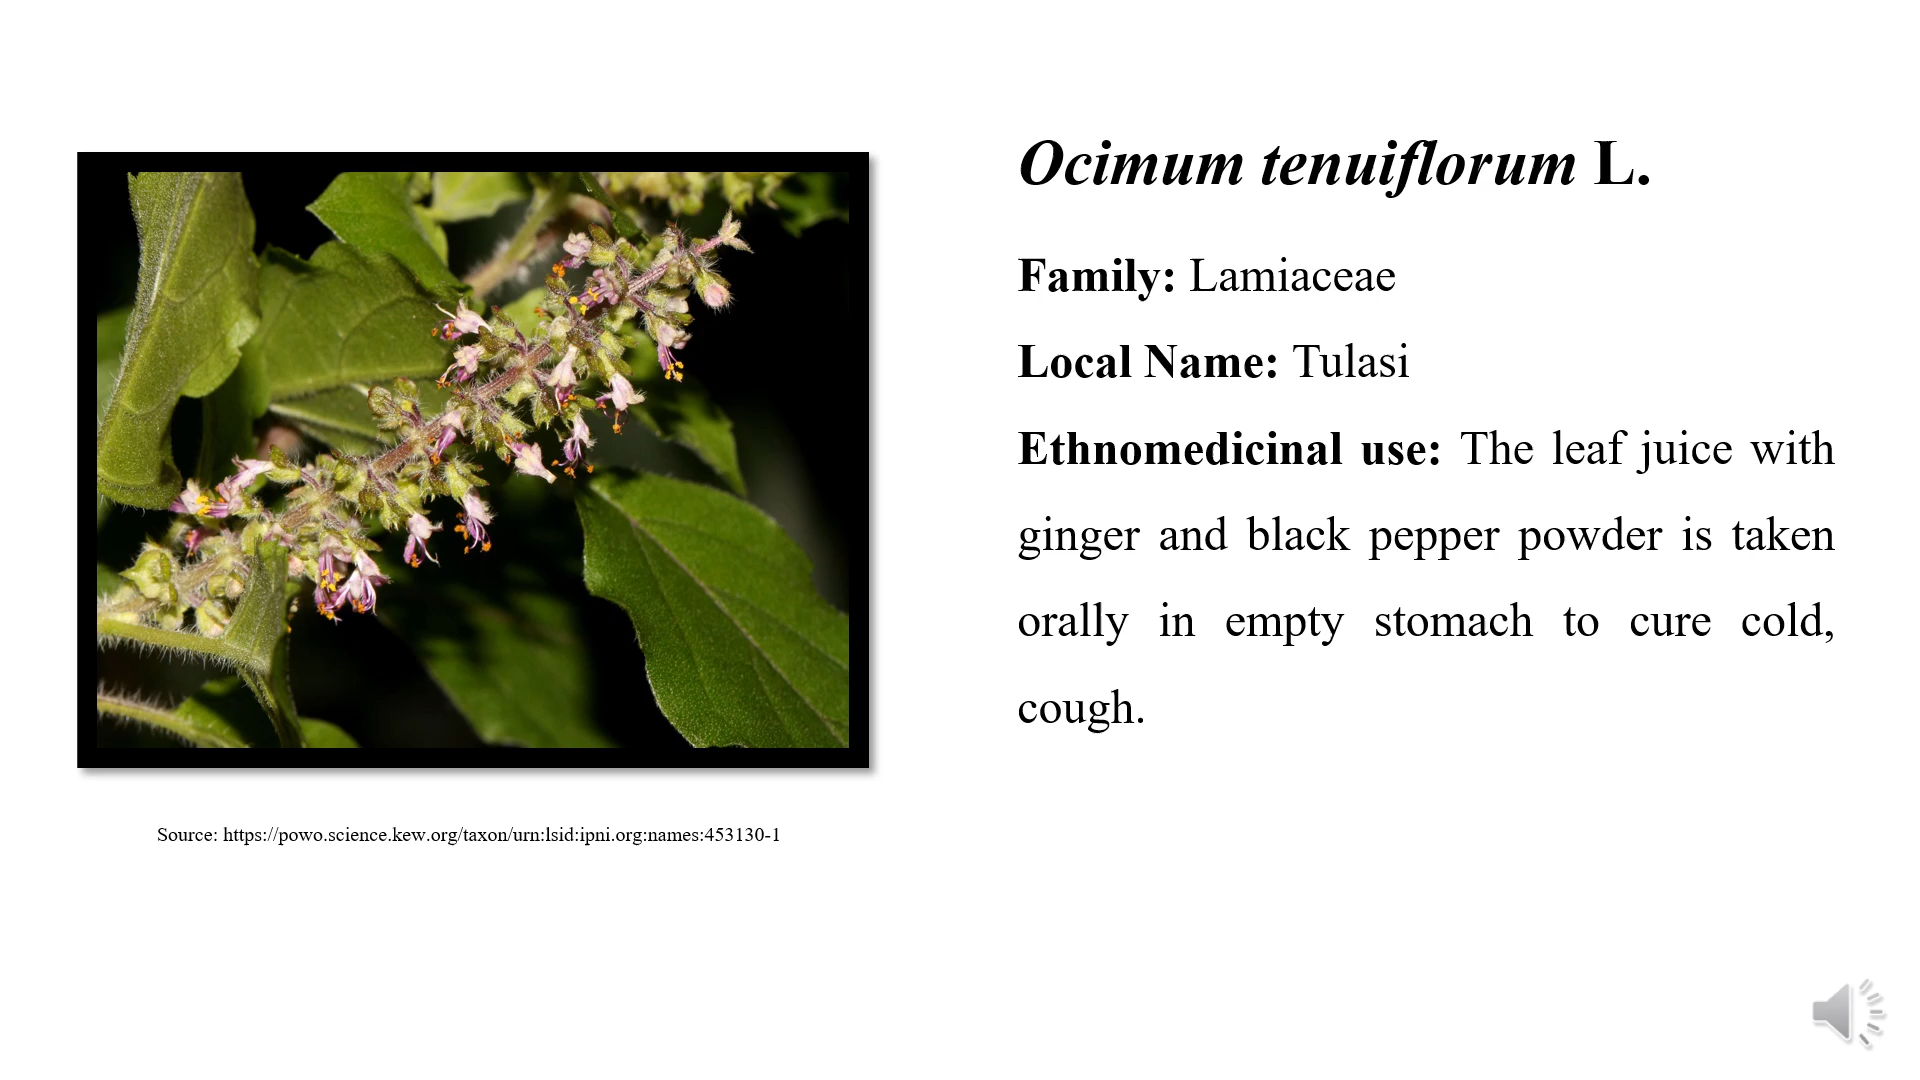 Ocimum tenuiflorum L.
Family: Lamiaceae
Local Name: Tulasi
Ethnomedicinal use: The leaf juice with
ginger and black pepper powder is taken
orally in empty stomach to cure cold,
cough.
Source: https://powo.science.kew.org/taxon/urn:lsid:ipni.org:names:453130-1